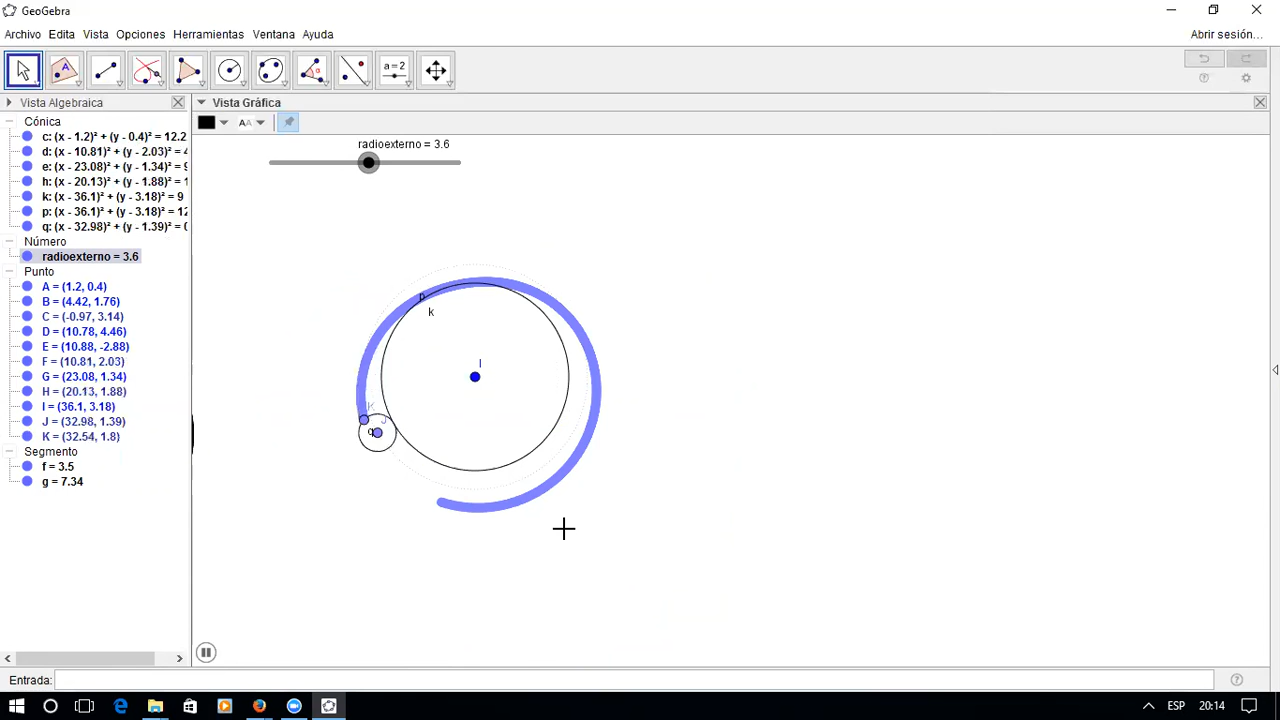 GeoGebra
Archivo Edita Vista Opciones Herramientas Ventana Ayuda
Abrir sesión...
a = 2
Vista Algebraica
Vista Gráfica
AA
Cónica
c: (x - 1.2)² + (y - 0.4)² = 12.2
d: (x - 10.81)² + (y - 2.03)² = 4
e: (x - 23.08)² + (y - 1.34)² = 9
h: (x - 20.13)² + (y - 1.88)² = 1
k: (x - 36.1)² + (y - 3.18)² = 9
p: (x - 36.1)² + (y - 3.18)² = 12
q: (x - 32.98)² + (y - 1.39)² = 0
Número
radioexterno = 3.6
Punto
A = (1.2, 0.4)
B = (4.42, 1.76)
C = (-0.97, 3.14)
D = (10.78, 4.46)
E = (10.88, -2.88)
F = (10.81, 2.03)
G = (23.08, 1.34)
H = (20.13, 1.88)
I = (36.1, 3.18)
J = (32.98, 1.39)
K = (32.54, 1.8)
Segmento
f = 3.5
g = 7.34
radioexterno = 3.6
p
k
I
K
J
q
Entrada:
ESP 20:14